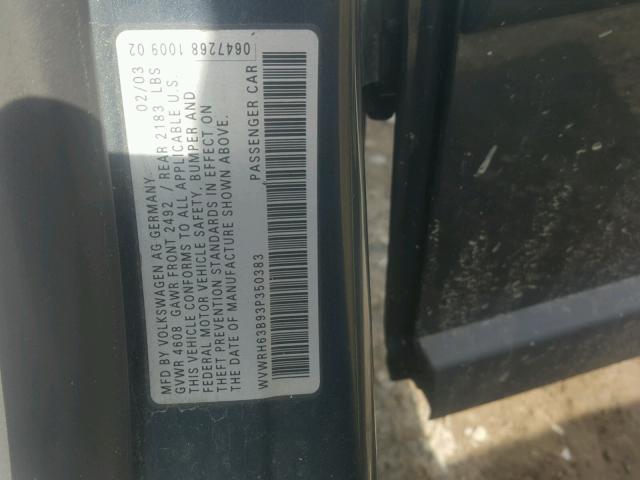 0647268 1009 02
MFD BY VOLKSWAGEN AG-GERMANY 02/03
GVWR 4608 GAWR FRONT 2492 / REAR 2183 LBS
THIS VEHICLE CONFORMS TO ALL APPLICABLE U.S.
FEDERAL MOTOR VEHICLE SAFETY, BUMPER AND
THEFT PREVENTION STANDARDS IN EFFECT ON
THE DATE OF MANUFACTURE SHOWN ABOVE.
WVWRH63B93P350383 PASSENGER CAR